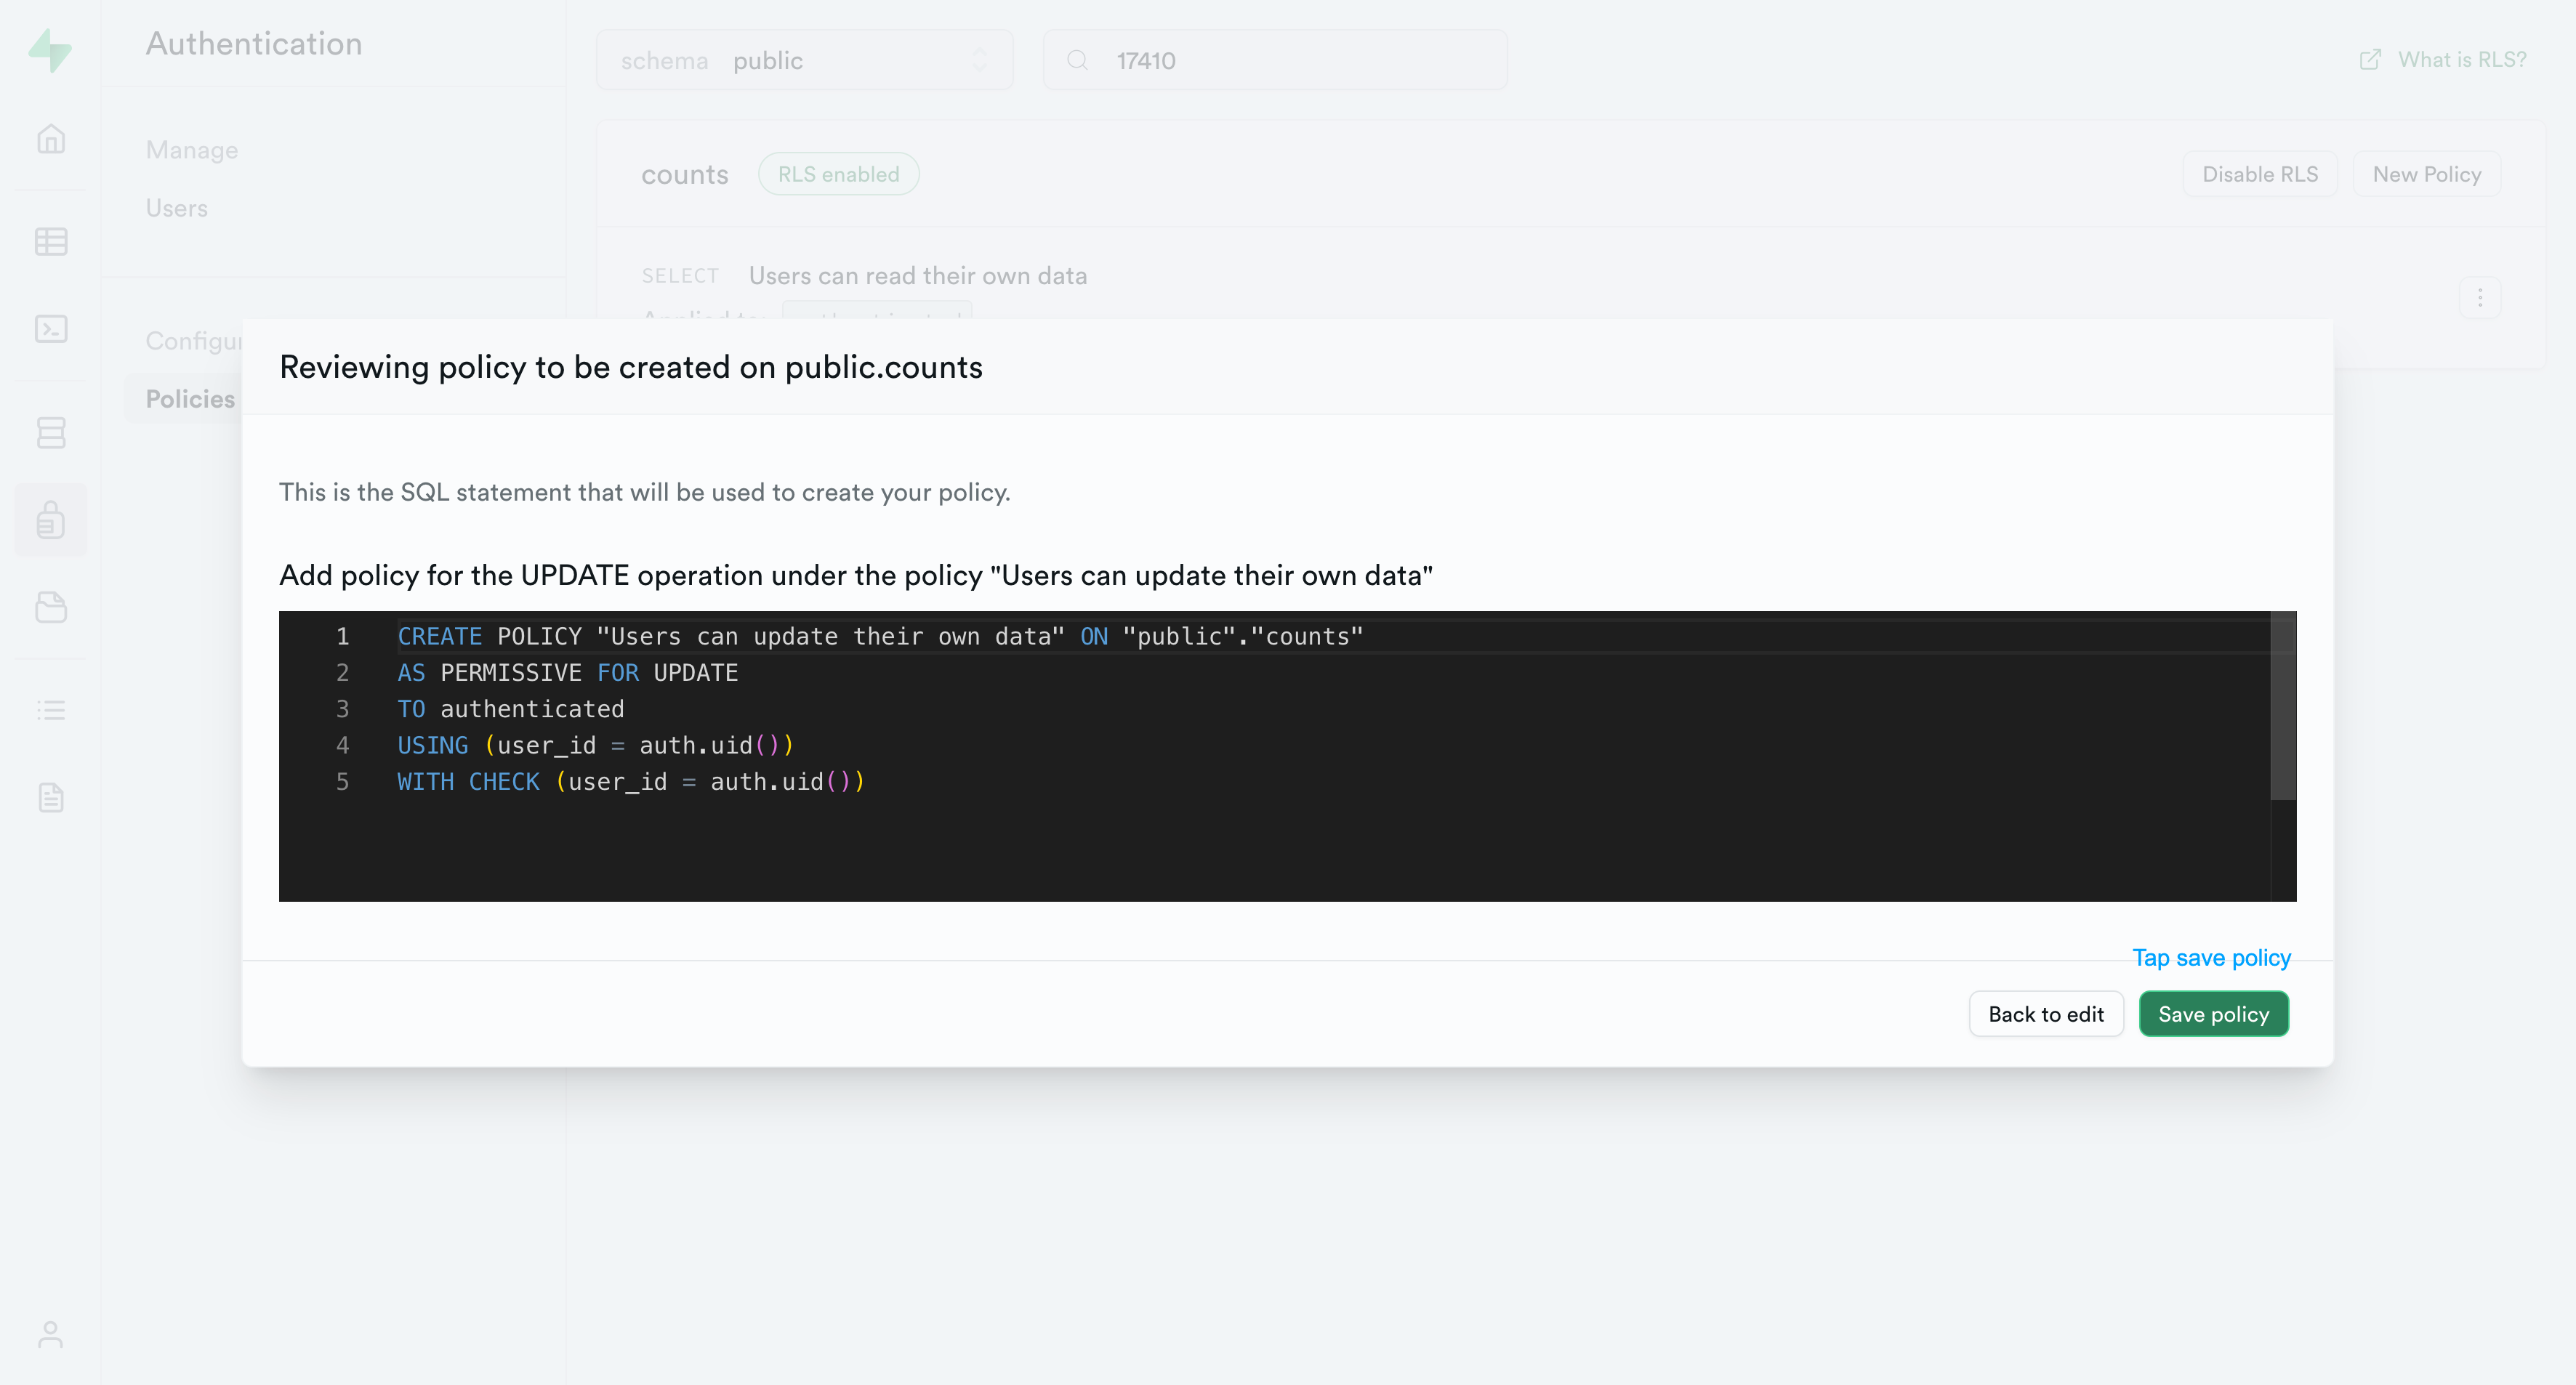 Authentication
schema public
17410
What is RLS?
Manage
Users
counts
RLS enabled
Disable RLS
New Policy
SELECT Users can read their own data
Policies
Reviewing policy to be created on public.counts
This is the SQL statement that will be used to create your policy.
Add policy for the UPDATE operation under the policy "Users can update their own data"
1 CREATE POLICY "Users can update their own data" ON "public"."counts"
2 AS PERMISSIVE FOR UPDATE
3 TO authenticated
4 USING (user_id = auth.uid())
5 WITH CHECK (user_id = auth.uid())
Tap save policy
Back to edit
Save policy